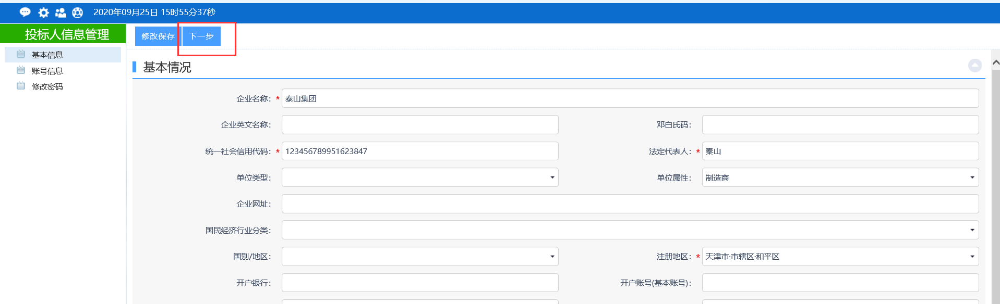 2020年09月25日 15时55分37秒
投标人信息管理
修改保存 下一步
基本信息
账号信息
修改密码
基本情况
企业名称： * 泰山集团
企业英文名称： 邓白氏码：
统一社会信用代码： * 123456789951623847 法定代表人： * 秦山
单位类型： 单位属性： 制造商
企业网址：
国民经济行业分类：
国别/地区： 注册地区： * 天津市·市辖区·和平区
开户银行： 开户账号(基本账号)：